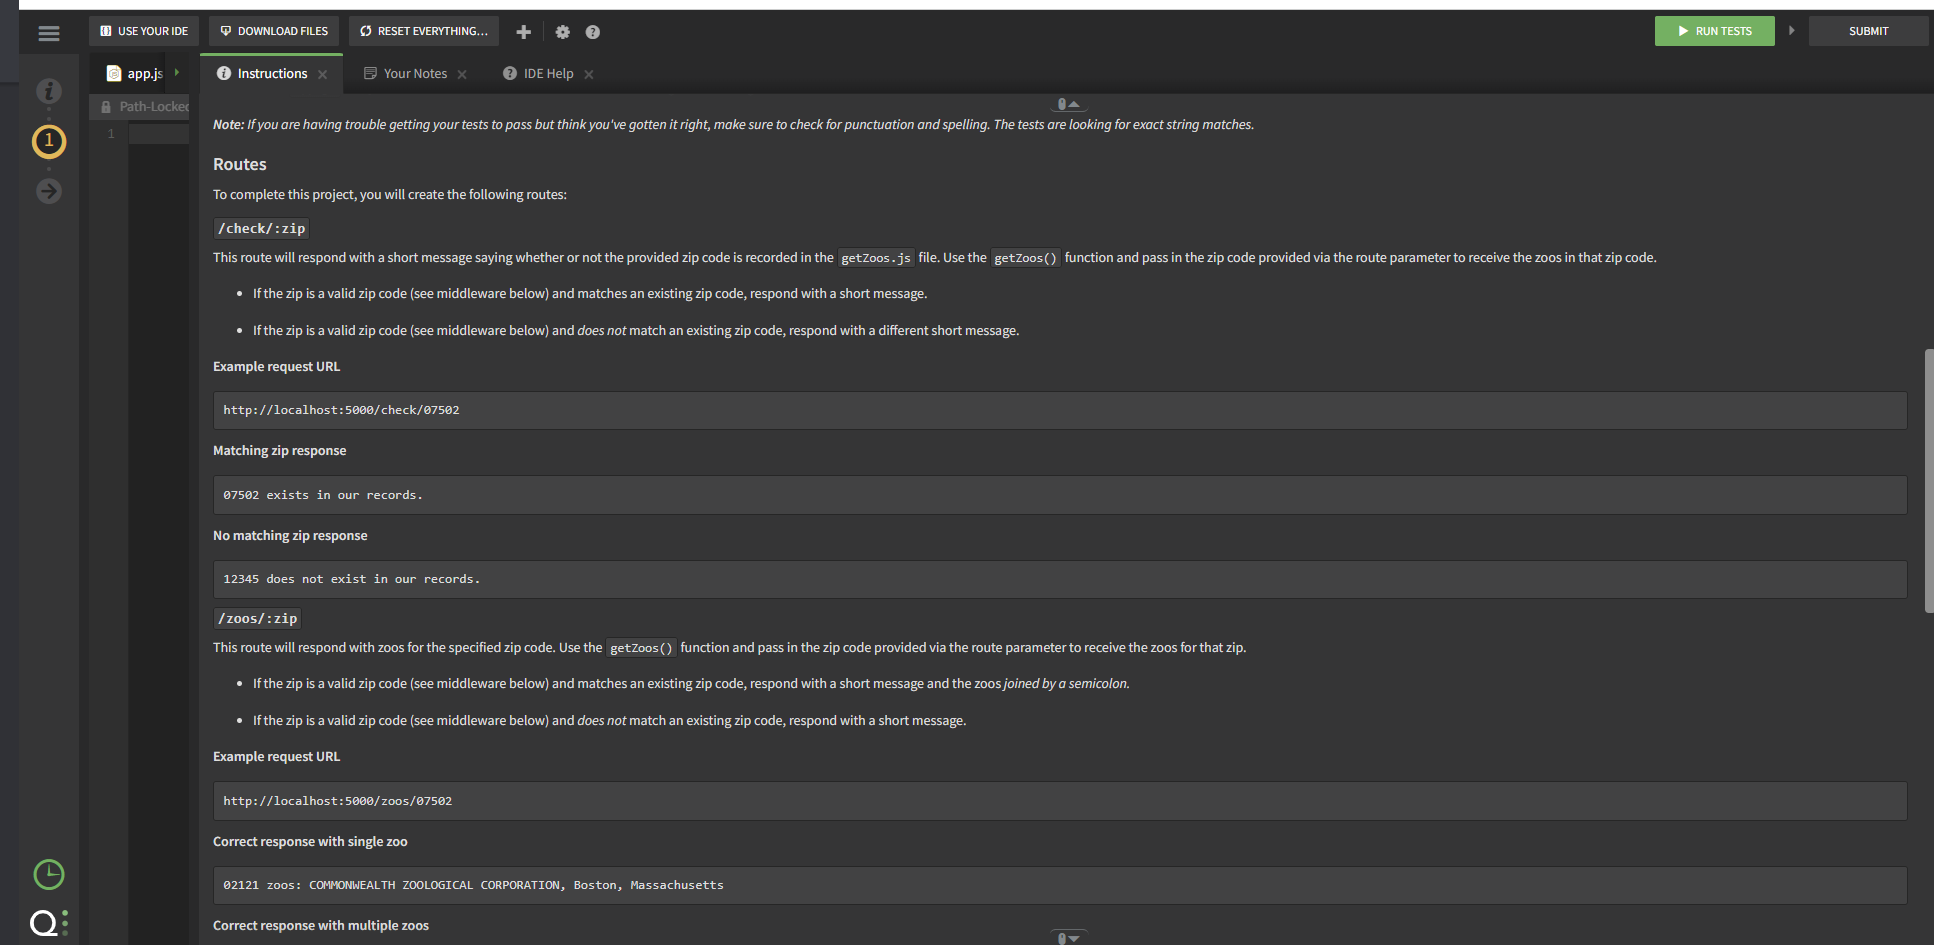 USE YOUR IDE
DOWNLOAD FILES
RESET EVERYTHING...
RUN TESTS
SUBMIT
app.js
Instructions
Your Notes
IDE Help
Path-Locked
1
1
Note: If you are having trouble getting your tests to pass but think you've gotten it right, make sure to check for punctuation and spelling. The tests are looking for exact string matches.
Routes
To complete this project, you will create the following routes:
/check/:zip
This route will respond with a short message saying whether or not the provided zip code is recorded in the getZoos.js file. Use the getZoos() function and pass in the zip code provided via the route parameter to receive the zoos in that zip code.
• If the zip is a valid zip code (see middleware below) and matches an existing zip code, respond with a short message.
• If the zip is a valid zip code (see middleware below) and does not match an existing zip code, respond with a different short message.
Example request URL
http://localhost:5000/check/07502
Matching zip response
07502 exists in our records.
No matching zip response
12345 does not exist in our records.
/zoos/:zip
This route will respond with zoos for the specified zip code. Use the getZoos() function and pass in the zip code provided via the route parameter to receive the zoos for that zip.
• If the zip is a valid zip code (see middleware below) and matches an existing zip code, respond with a short message and the zoos joined by a semicolon.
• If the zip is a valid zip code (see middleware below) and does not match an existing zip code, respond with a short message.
Example request URL
http://localhost:5000/zoos/07502
Correct response with single zoo
02121 zoos: COMMONWEALTH ZOOLOGICAL CORPORATION, Boston, Massachusetts
Correct response with multiple zoos